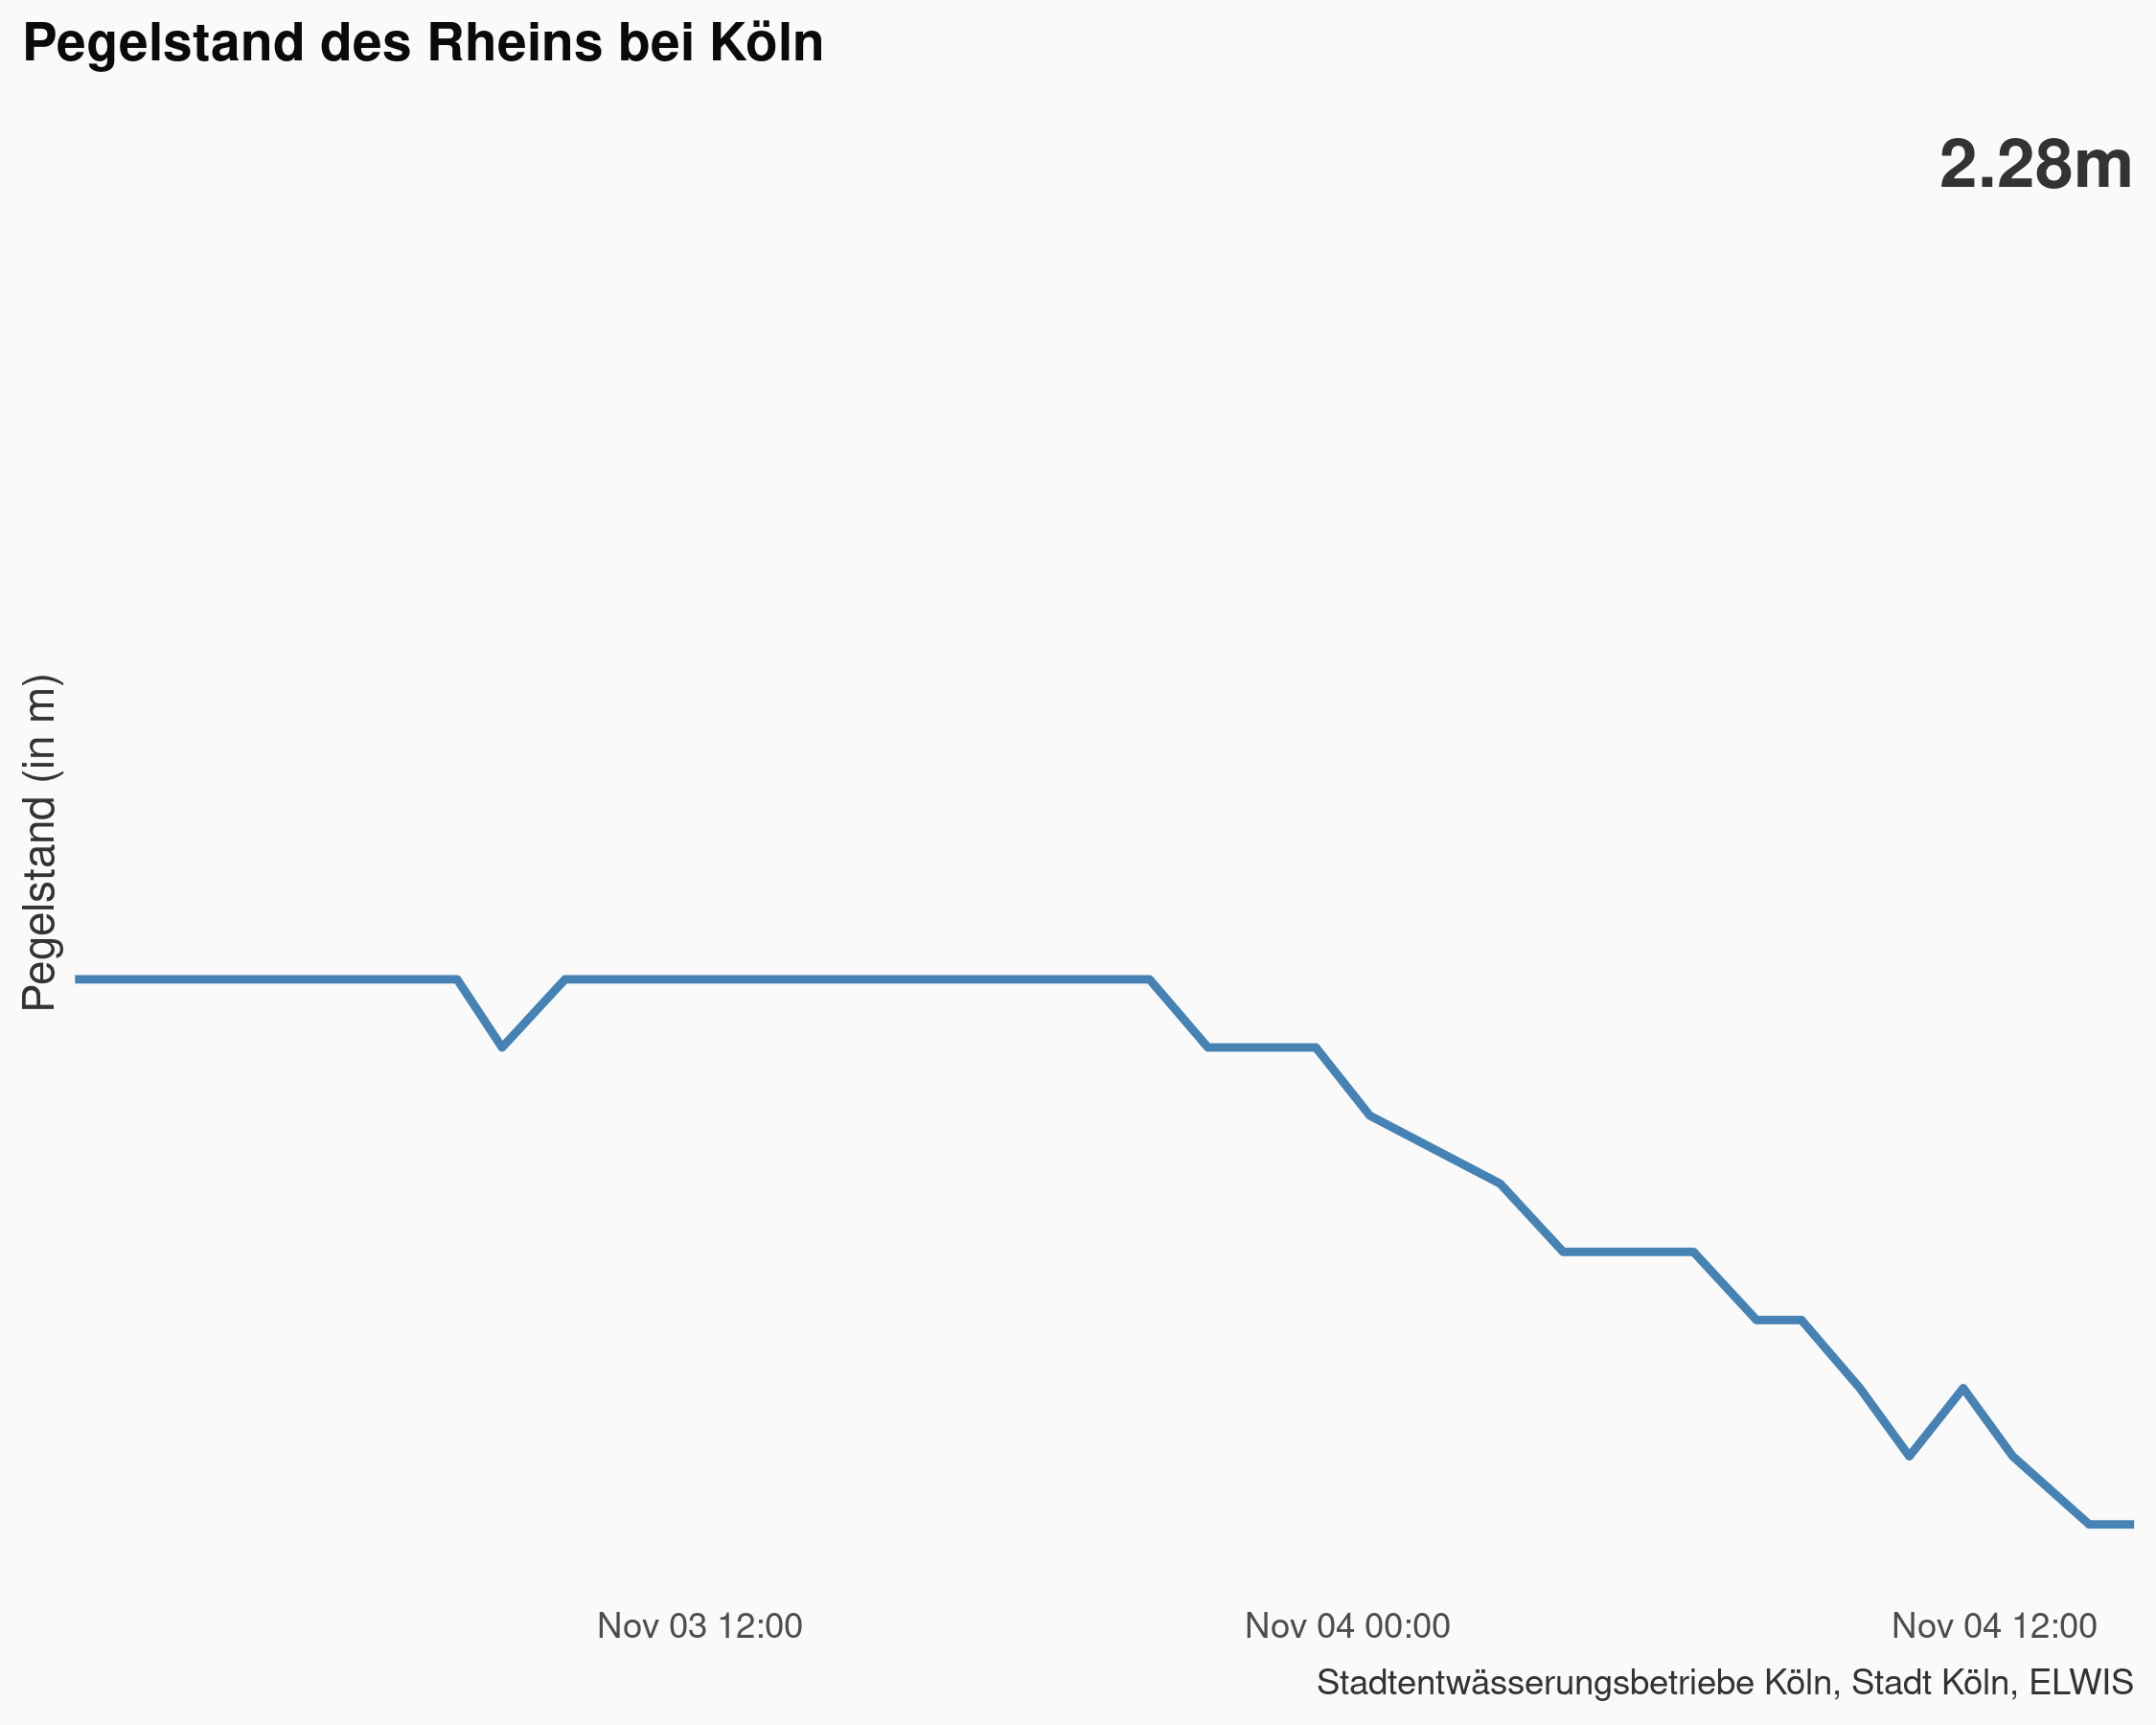 Pegelstand des Rheins bei Köln
2.28m
Pegelstand (in m)
Nov 03 12:00
Nov 04 00:00
Nov 04 12:00
Stadtentwässerungsbetriebe Köln, Stadt Köln, ELWIS